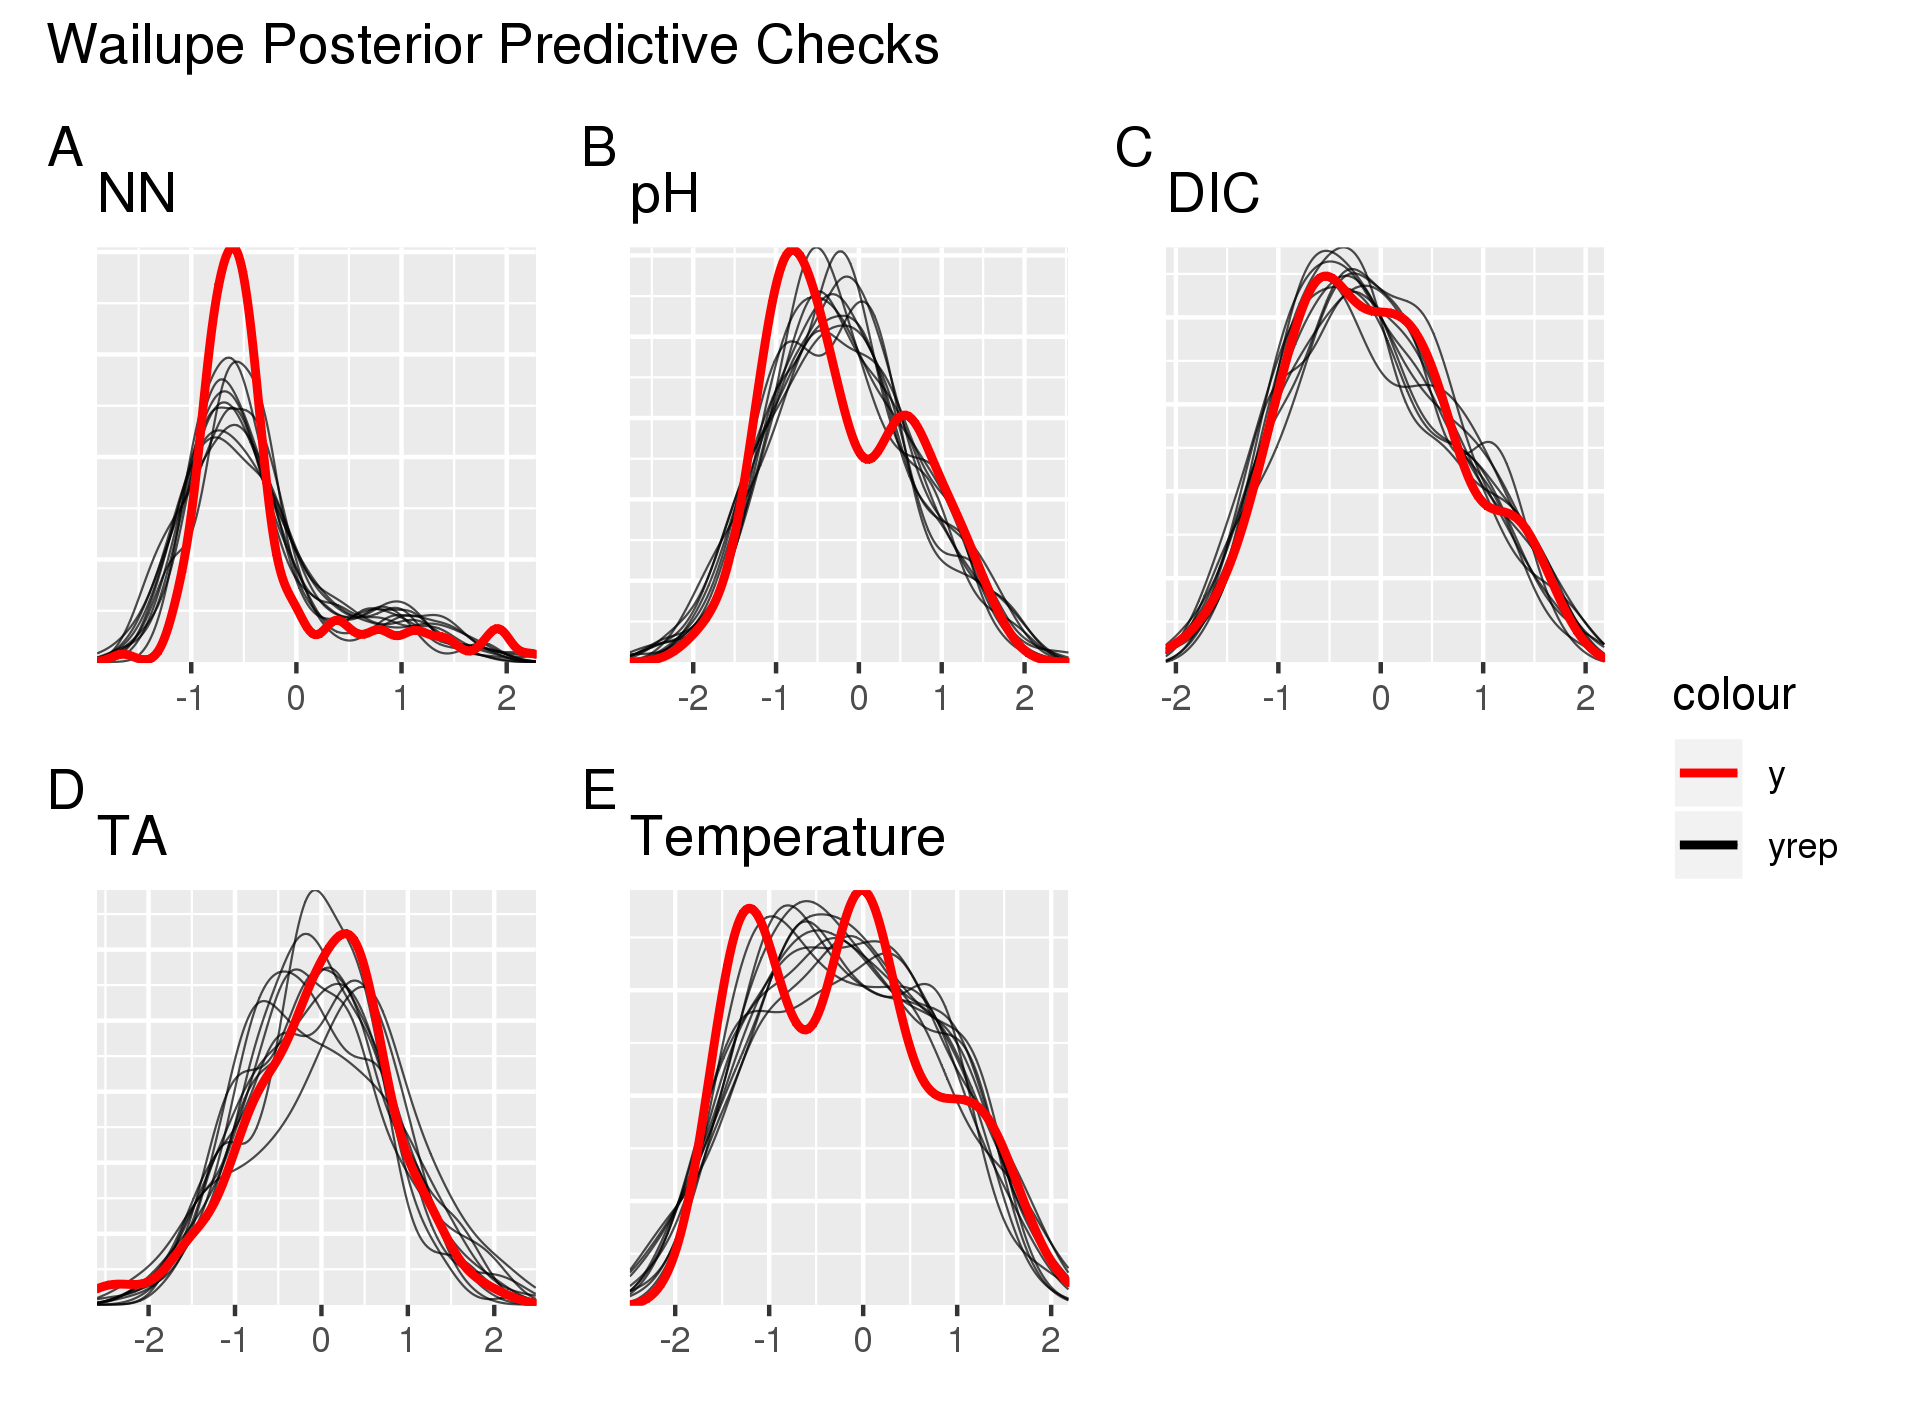 Wailupe Posterior Predictive Checks
A
NN
-1 0 1 2
B
pH
-2 -1 0 1 2
C
DIC
-2 -1 0 1 2
D
TA
-2 -1 0 1 2
E
Temperature
-2 -1 0 1 2
colour
y
yrep